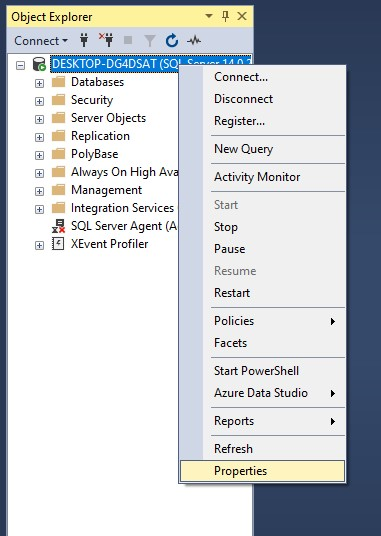 Object Explorer
Connect
DESKTOP-DG4DSAT (SQL Server 14.0.2
Databases
Security
Server Objects
Replication
PolyBase
Always On High Ava
Management
Integration Services
SQL Server Agent (A
XEvent Profiler
Connect...
Disconnect
Register...
New Query
Activity Monitor
Start
Stop
Pause
Resume
Restart
Policies
Facets
Start PowerShell
Azure Data Studio
Reports
Refresh
Properties